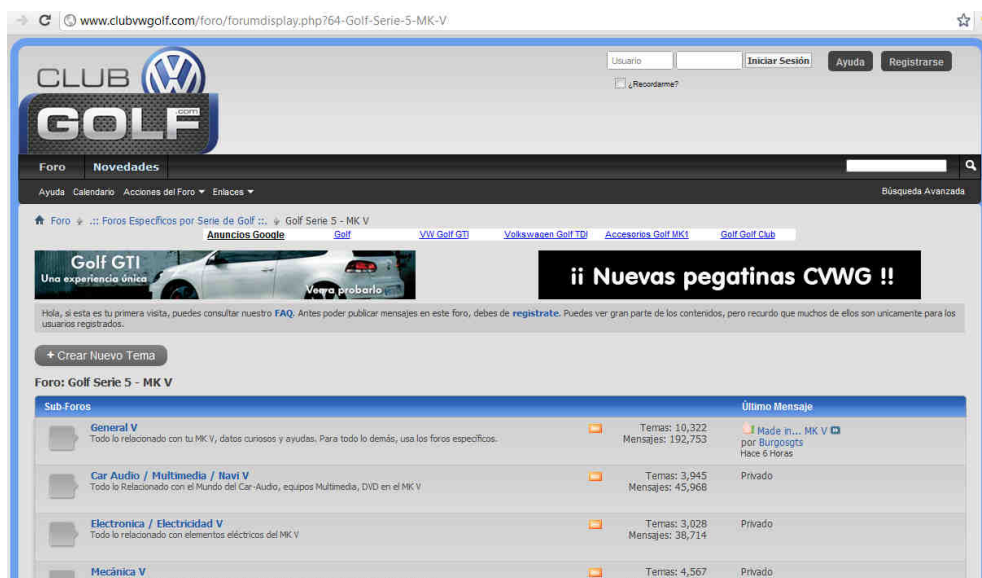 www.clubvwgolf.com/foro/forumdisplay.php?64-Golf-Serie-5-MK-V
CLUB
GOLF
.com
Usuario
Iniciar Sesión
Ayuda
Registrarse
¿Recordarme?
Foro
Novedades
Ayuda Calendario Acciones del Foro Enlaces
Búsqueda Avanzada
Foro .:: Foros Específicos por Serie de Golf ::. Golf Serie 5 - MK V
Anuncios Google Golf VW Golf GTI Volkswagen Golf TDI Accesorios Golf MK1 Golf Golf Club
Golf GTI
Una experiencia única
Ven a probarlo
¡¡ Nuevas pegatinas CVWG !!
Hola, si esta es tu primera visita, puedes consultar nuestro FAQ. Antes poder publicar mensajes en este foro, debes de registrate. Puedes ver gran parte de los contenidos, pero recurdo que muchos de ellos son unicamente para los
usuarios registrados.
+ Crear Nuevo Tema
Foro: Golf Serie 5 - MK V
Sub-Foros
Último Mensaje
General V
Todo lo relacionado con tu MK V, datos curiosos y ayudas. Para todo lo demás, usa los foros específicos.
Temas: 10,322
Mensajes: 192,753
Made in... MK V
por Burgosgts
Hace 6 Horas
Car Audio / Multimedia / Navi V
Todo lo Relacionado con el Mundo del Car-Audio, equipos Multimedia, DVD en el MK V
Temas: 3,945
Mensajes: 45,968
Privado
Electronica / Electricidad V
Todo lo relacionado con elementos eléctricos del MK V
Temas: 3,028
Mensajes: 38,714
Privado
Mecánica V
Temas: 4,567
Privado